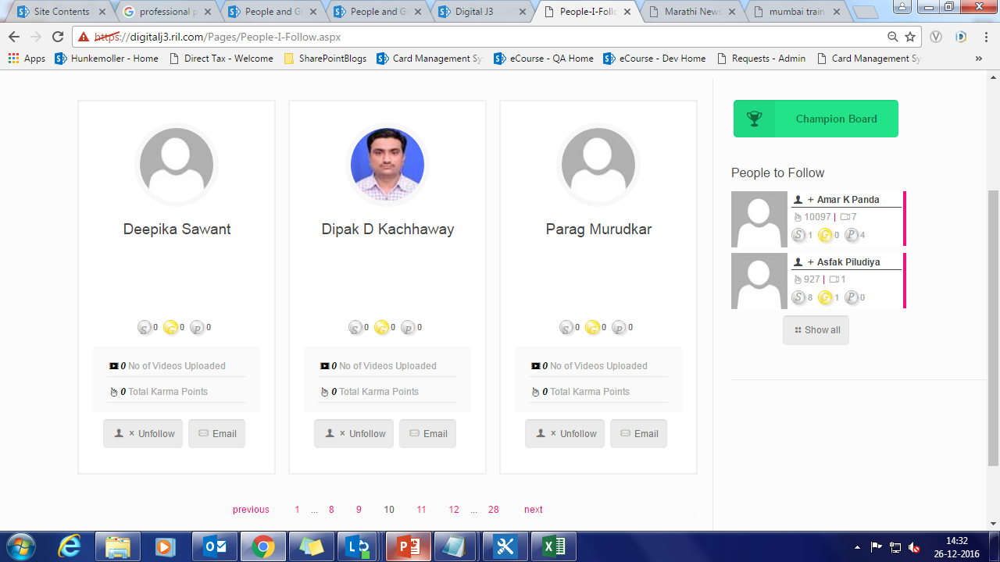 Site Contents
professional p
People and G
People and G
Digital J3
People-I-Follo
Marathi News
mumbai train
https://digitalj3.ril.com/Pages/People-I-Follow.aspx
Apps
Hunkemoller - Home
Direct Tax - Welcome
SharePointBlogs
Card Management Sy
eCourse - QA Home
eCourse - Dev Home
Requests - Admin
Card Management Sy
»
Deepika Sawant
S 0 G 0 P 0
0 No of Videos Uploaded
0 Total Karma Points
× Unfollow
Email
Dipak D Kachhaway
S 0 G 0 P 0
0 No of Videos Uploaded
0 Total Karma Points
× Unfollow
Email
Parag Murudkar
S 0 G 0 P 0
0 No of Videos Uploaded
0 Total Karma Points
× Unfollow
Email
previous 1 ... 8 9 10 11 12 ... 28 next
Champion Board
People to Follow
+ Amar K Panda
10097 | 7
S 1 G 0 P 4
+ Asfak Piludiya
927 | 1
S 8 G 1 P 0
Show all
14:32
26-12-2016